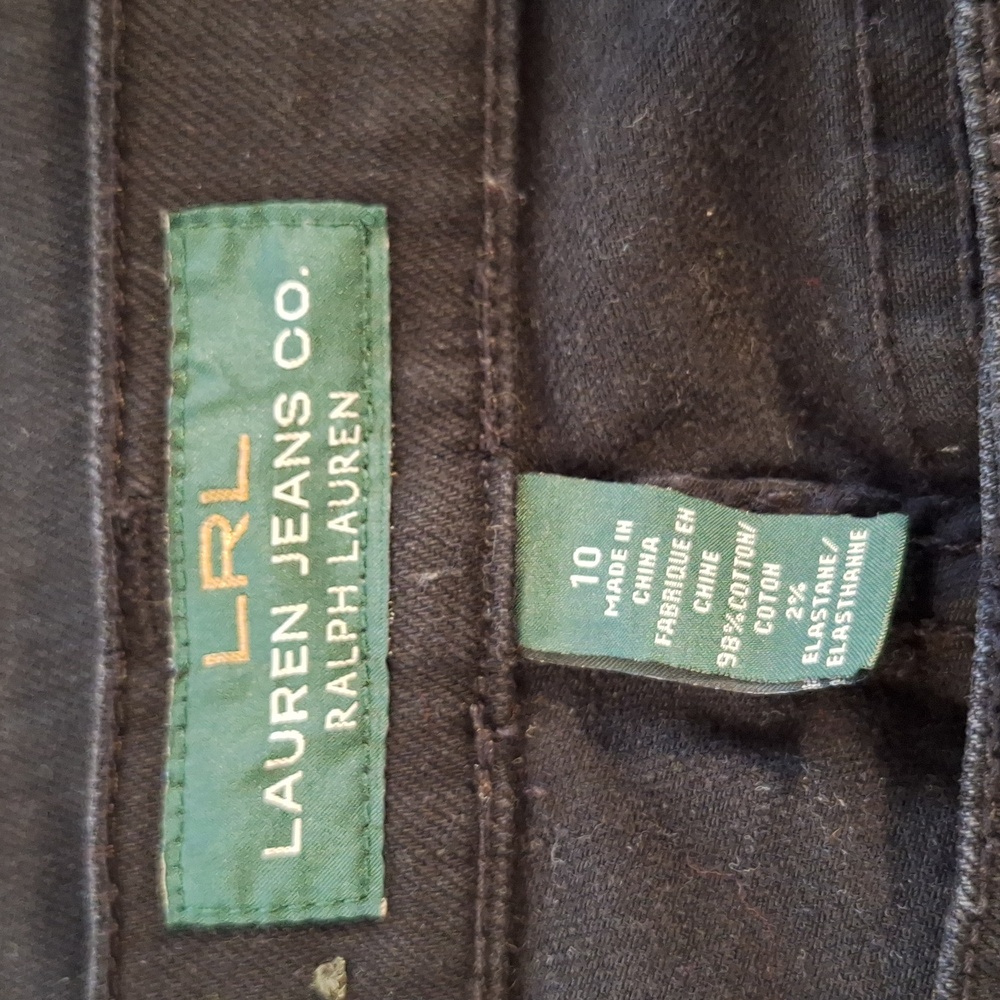 LRL
LAUREN JEANS CO.
RALPH LAUREN
10
MADE IN
CHINA
FABRIQUE EN
CHINE
98%COTTON/
COTON
2%
ELASTANE/
ELASTHANNE